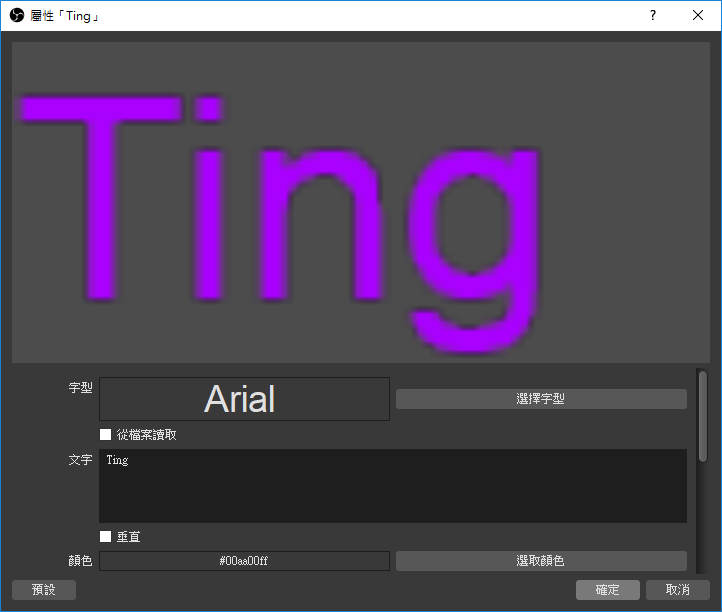 屬性「Ting」
?
Ting
字型
Arial
選擇字型
從檔案讀取
文字
Ting
垂直
顏色
#00aa00ff
選取顏色
預設
確定
取消